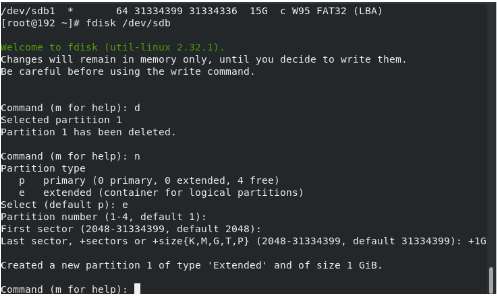 /dev/sdb1  *       64 31334399 31334336  15G  c W95 FAT32 (LBA)
[root@192 ~]# fdisk /dev/sdb
Welcome to fdisk (util-linux 2.32.1).
Changes will remain in memory only, until you decide to write them.
Be careful before using the write command.
Command (m for help): d
Selected partition 1
Partition 1 has been deleted.
Command (m for help): n
Partition type
   p   primary (0 primary, 0 extended, 4 free)
   e   extended (container for logical partitions)
Select (default p): e
Partition number (1-4, default 1):
First sector (2048-31334399, default 2048):
Last sector, +sectors or +size{K,M,G,T,P} (2048-31334399, default 31334399): +1G
Created a new partition 1 of type 'Extended' and of size 1 GiB.
Command (m for help):